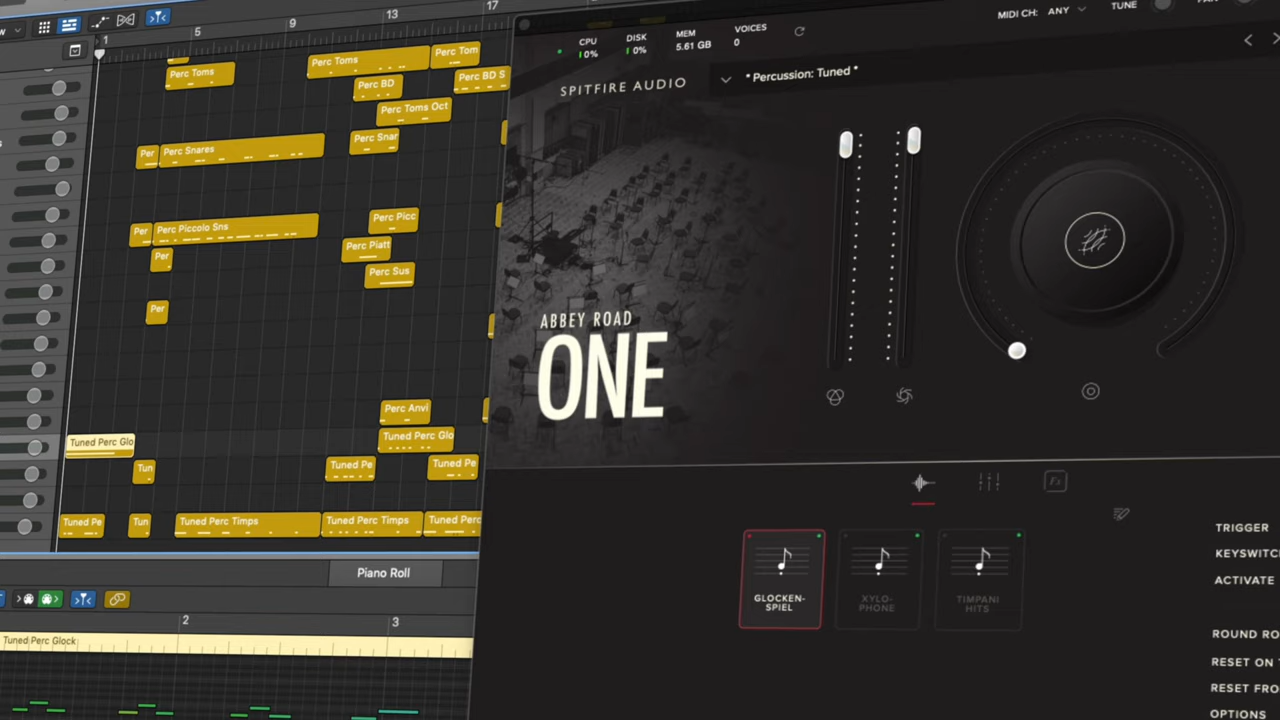 1
5
9
13
17
Perc Toms
Perc Toms
Perc Tom
Perc BD
Perc BD S
Perc Toms Oct
Per
Perc Snares
Perc Snar
Per
Perc Piccolo Sns
Perc Picc
Per
Perc Piatt
Perc Sus
Per
Perc Anvi
Tuned Perc Glo
Tuned Perc Glo
Tun
Tuned Pe
Tuned Pe
Tuned Pe
Tun
Tuned Perc Timps
Tuned Perc Timps
Tuned Perc
Piano Roll
2
3
Tuned Perc Glock
CPU
0%
DISK
0%
MEM
5.61 GB
VOICES
0
MIDI CH: ANY
TUNE
SPITFIRE AUDIO
* Percussion: Tuned *
ABBEY ROAD
ONE
Fx
GLOCKEN-
SPIEL
XYLO-
PHONE
TIMPANI
HITS
TRIGGER
KEYSWITC
ACTIVATE
ROUND RO
RESET ON T
RESET FRO
OPTIONS